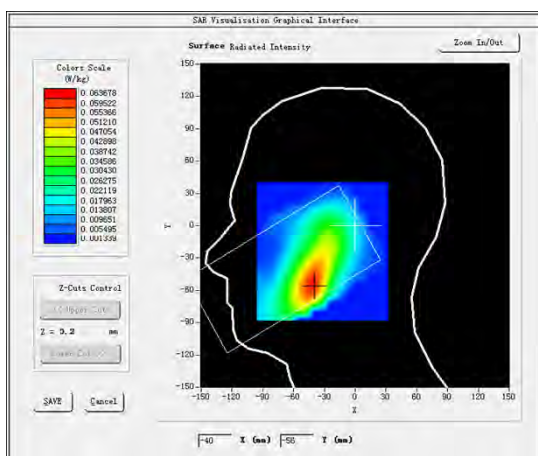 SAR Visualisation Graphical Interface
Surface Radiated Intensity
Zoom In/Out
Colors Scale
(W/kg)
0.063678
0.059522
0.055366
0.051210
0.047054
0.042898
0.038742
0.034586
0.030430
0.026275
0.022119
0.017963
0.013807
0.009651
0.005495
0.001339
Z-Cuts Control
Z = 3.2 mm
SAVE
Cancel
150
120
90
60
30
0
-30
-60
-90
-120
-150
Y
-150 -120 -90 -60 -30 0 30 60 90 120 150
X
-40 X (mm) Y (mm)